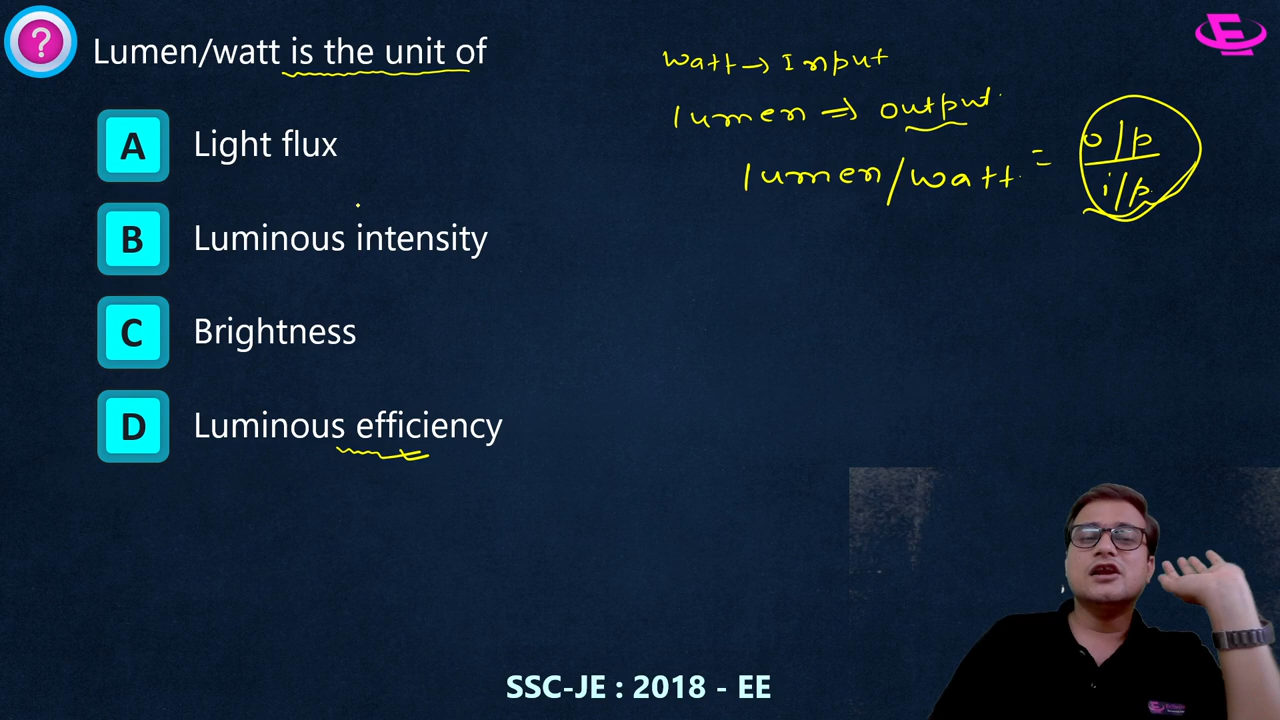 ?
Lumen/watt is the unit of
A Light flux
B Luminous intensity
C Brightness
D Luminous efficiency
watt → Input
lumen ⇒ output
lumen/watt = o/p
i/p
SSC-JE : 2018 - EE